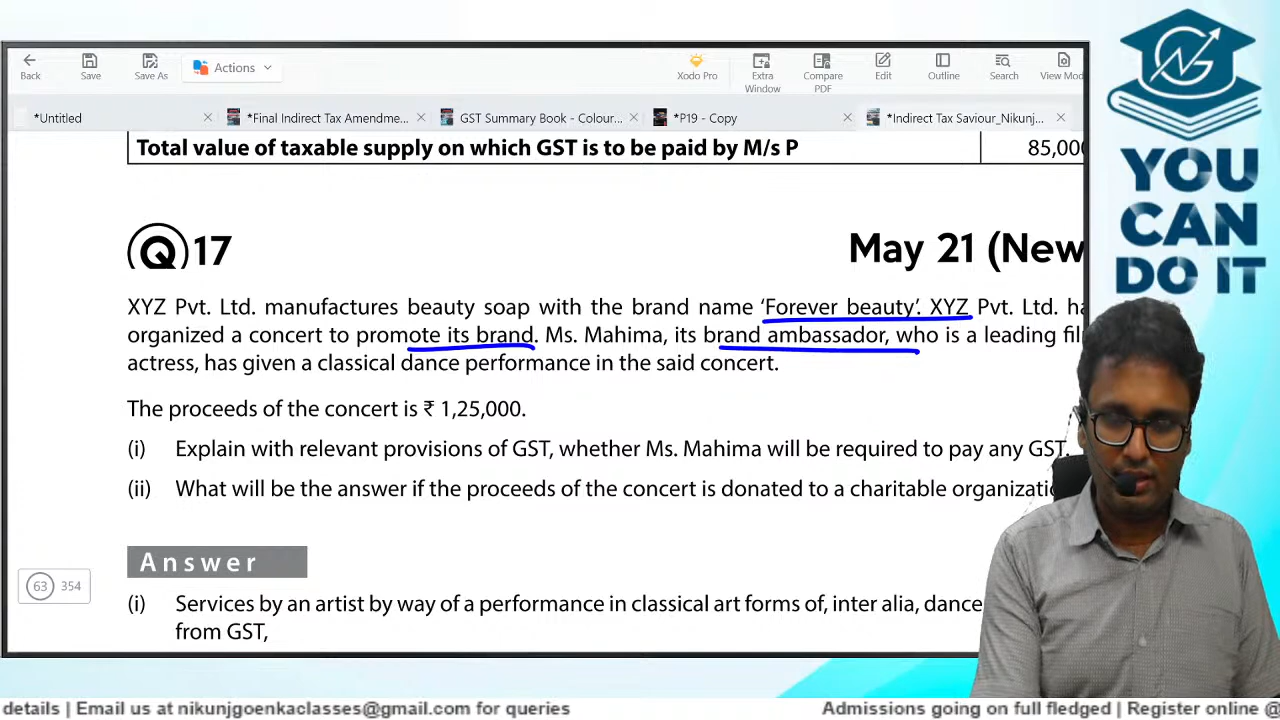 Back
Save
Save As
Actions
Xodo Pro
Extra Window
Compare PDF
Edit
Outline
Search
View Mod
*Untitled
*Final Indirect Tax Amendme...
GST Summary Book - Colour...
*P19 - Copy
*Indirect Tax Saviour_Nikunj...
Total value of taxable supply on which GST is to be paid by M/s P 85,000
Q 17 May 21 (New
XYZ Pvt. Ltd. manufactures beauty soap with the brand name ‘Forever beauty’. XYZ Pvt. Ltd. ha
organized a concert to promote its brand. Ms. Mahima, its brand ambassador, who is a leading fil
actress, has given a classical dance performance in the said concert.
The proceeds of the concert is ₹ 1,25,000.
(i) Explain with relevant provisions of GST, whether Ms. Mahima will be required to pay any GST.
(ii) What will be the answer if the proceeds of the concert is donated to a charitable organizati
Answer
63 354
(i) Services by an artist by way of a performance in classical art forms of, inter alia, dance
from GST,
YOU
CAN
DO IT
details | Email us at nikunjgoenkaclasses@gmail.com for queries Admissions going on full fledged | Register online @